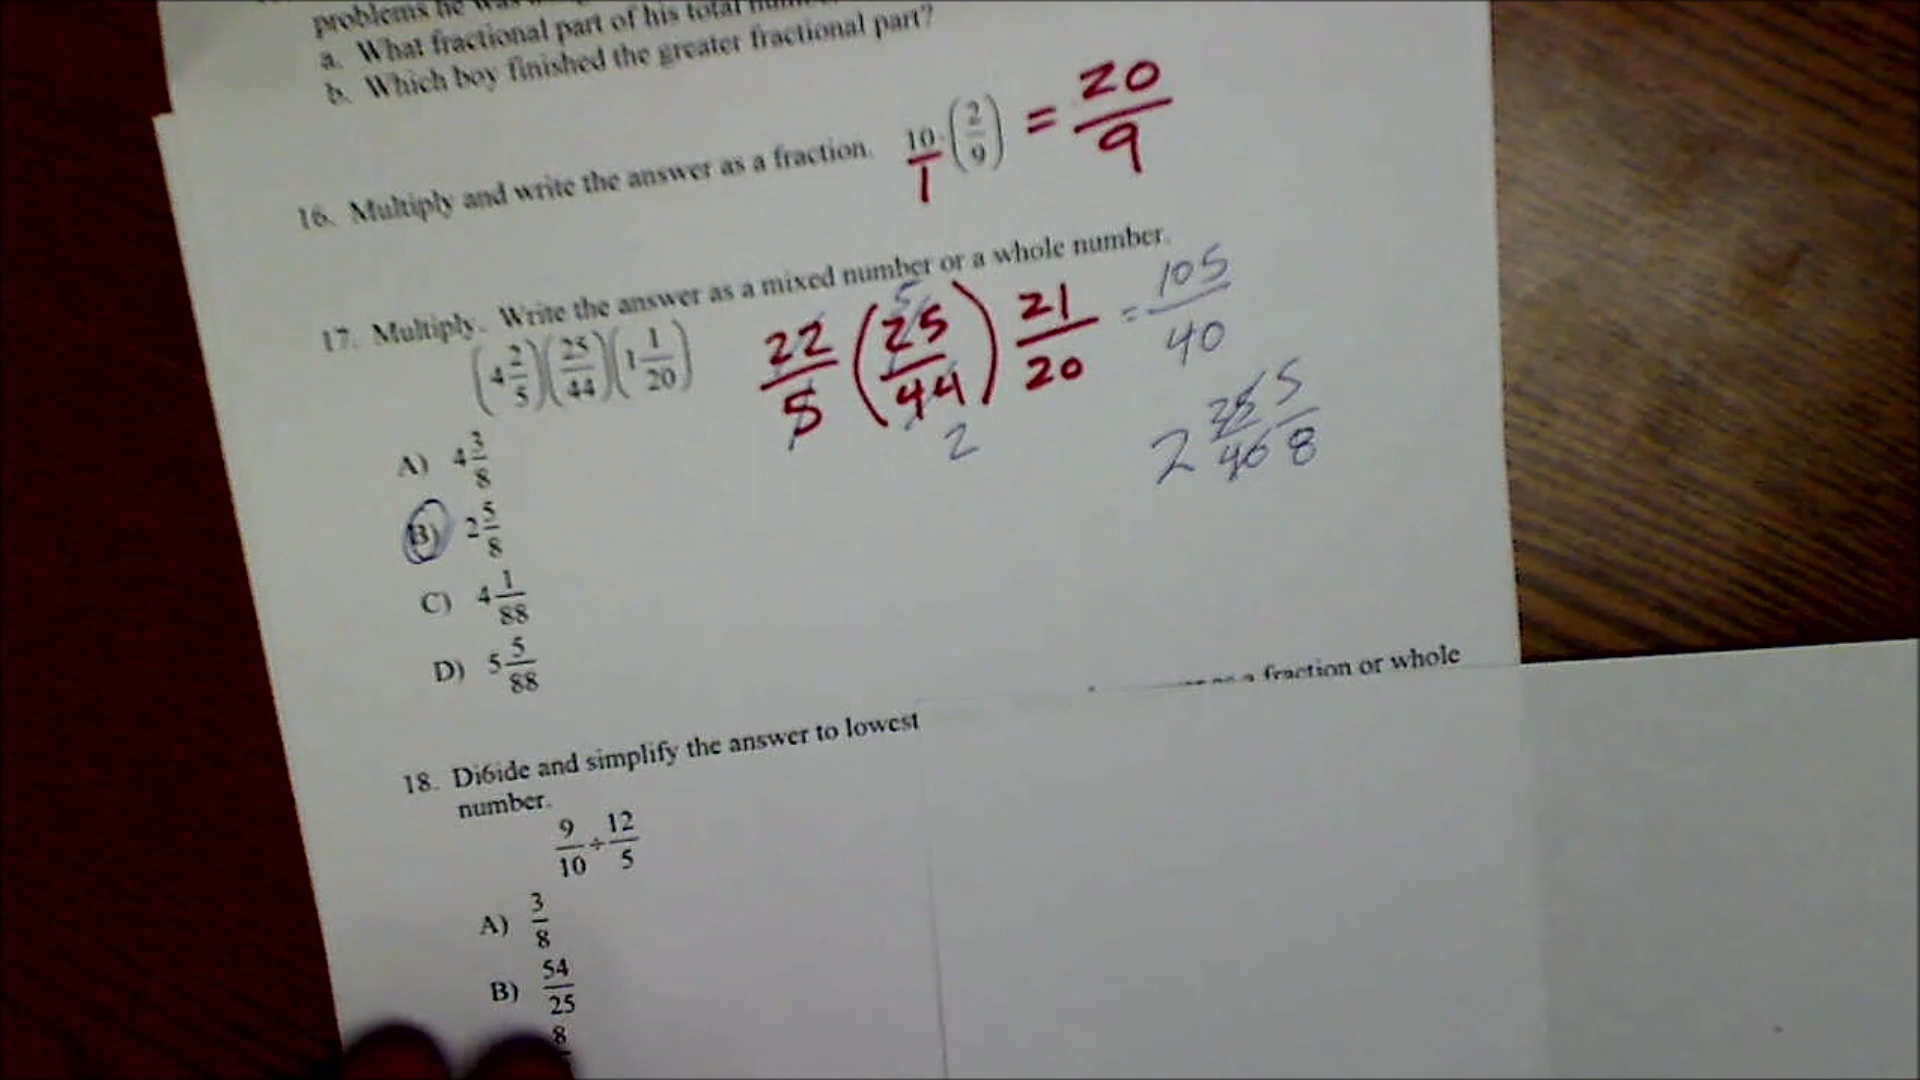 problems he was
a. What fractional part of his total
b. Which boy finished the greater fractional part?
16. Multiply and write the answer as a fraction. 10/1 · (2/9) = 20/9
17. Multiply. Write the answer as a mixed number or a whole number.
(4 2/5)(25/44)(1 1/20) 22/5 (25/44) 21/20 = 105/40
5
2
2 25/40 5/8
A) 4 3/8
B) 2 5/8
C) 4 1/88
D) 5 5/88
18. Di6ide and simplify the answer to lowest a fraction or whole
number.
9/10 ÷ 12/5
A) 3/8
B) 54/25
8